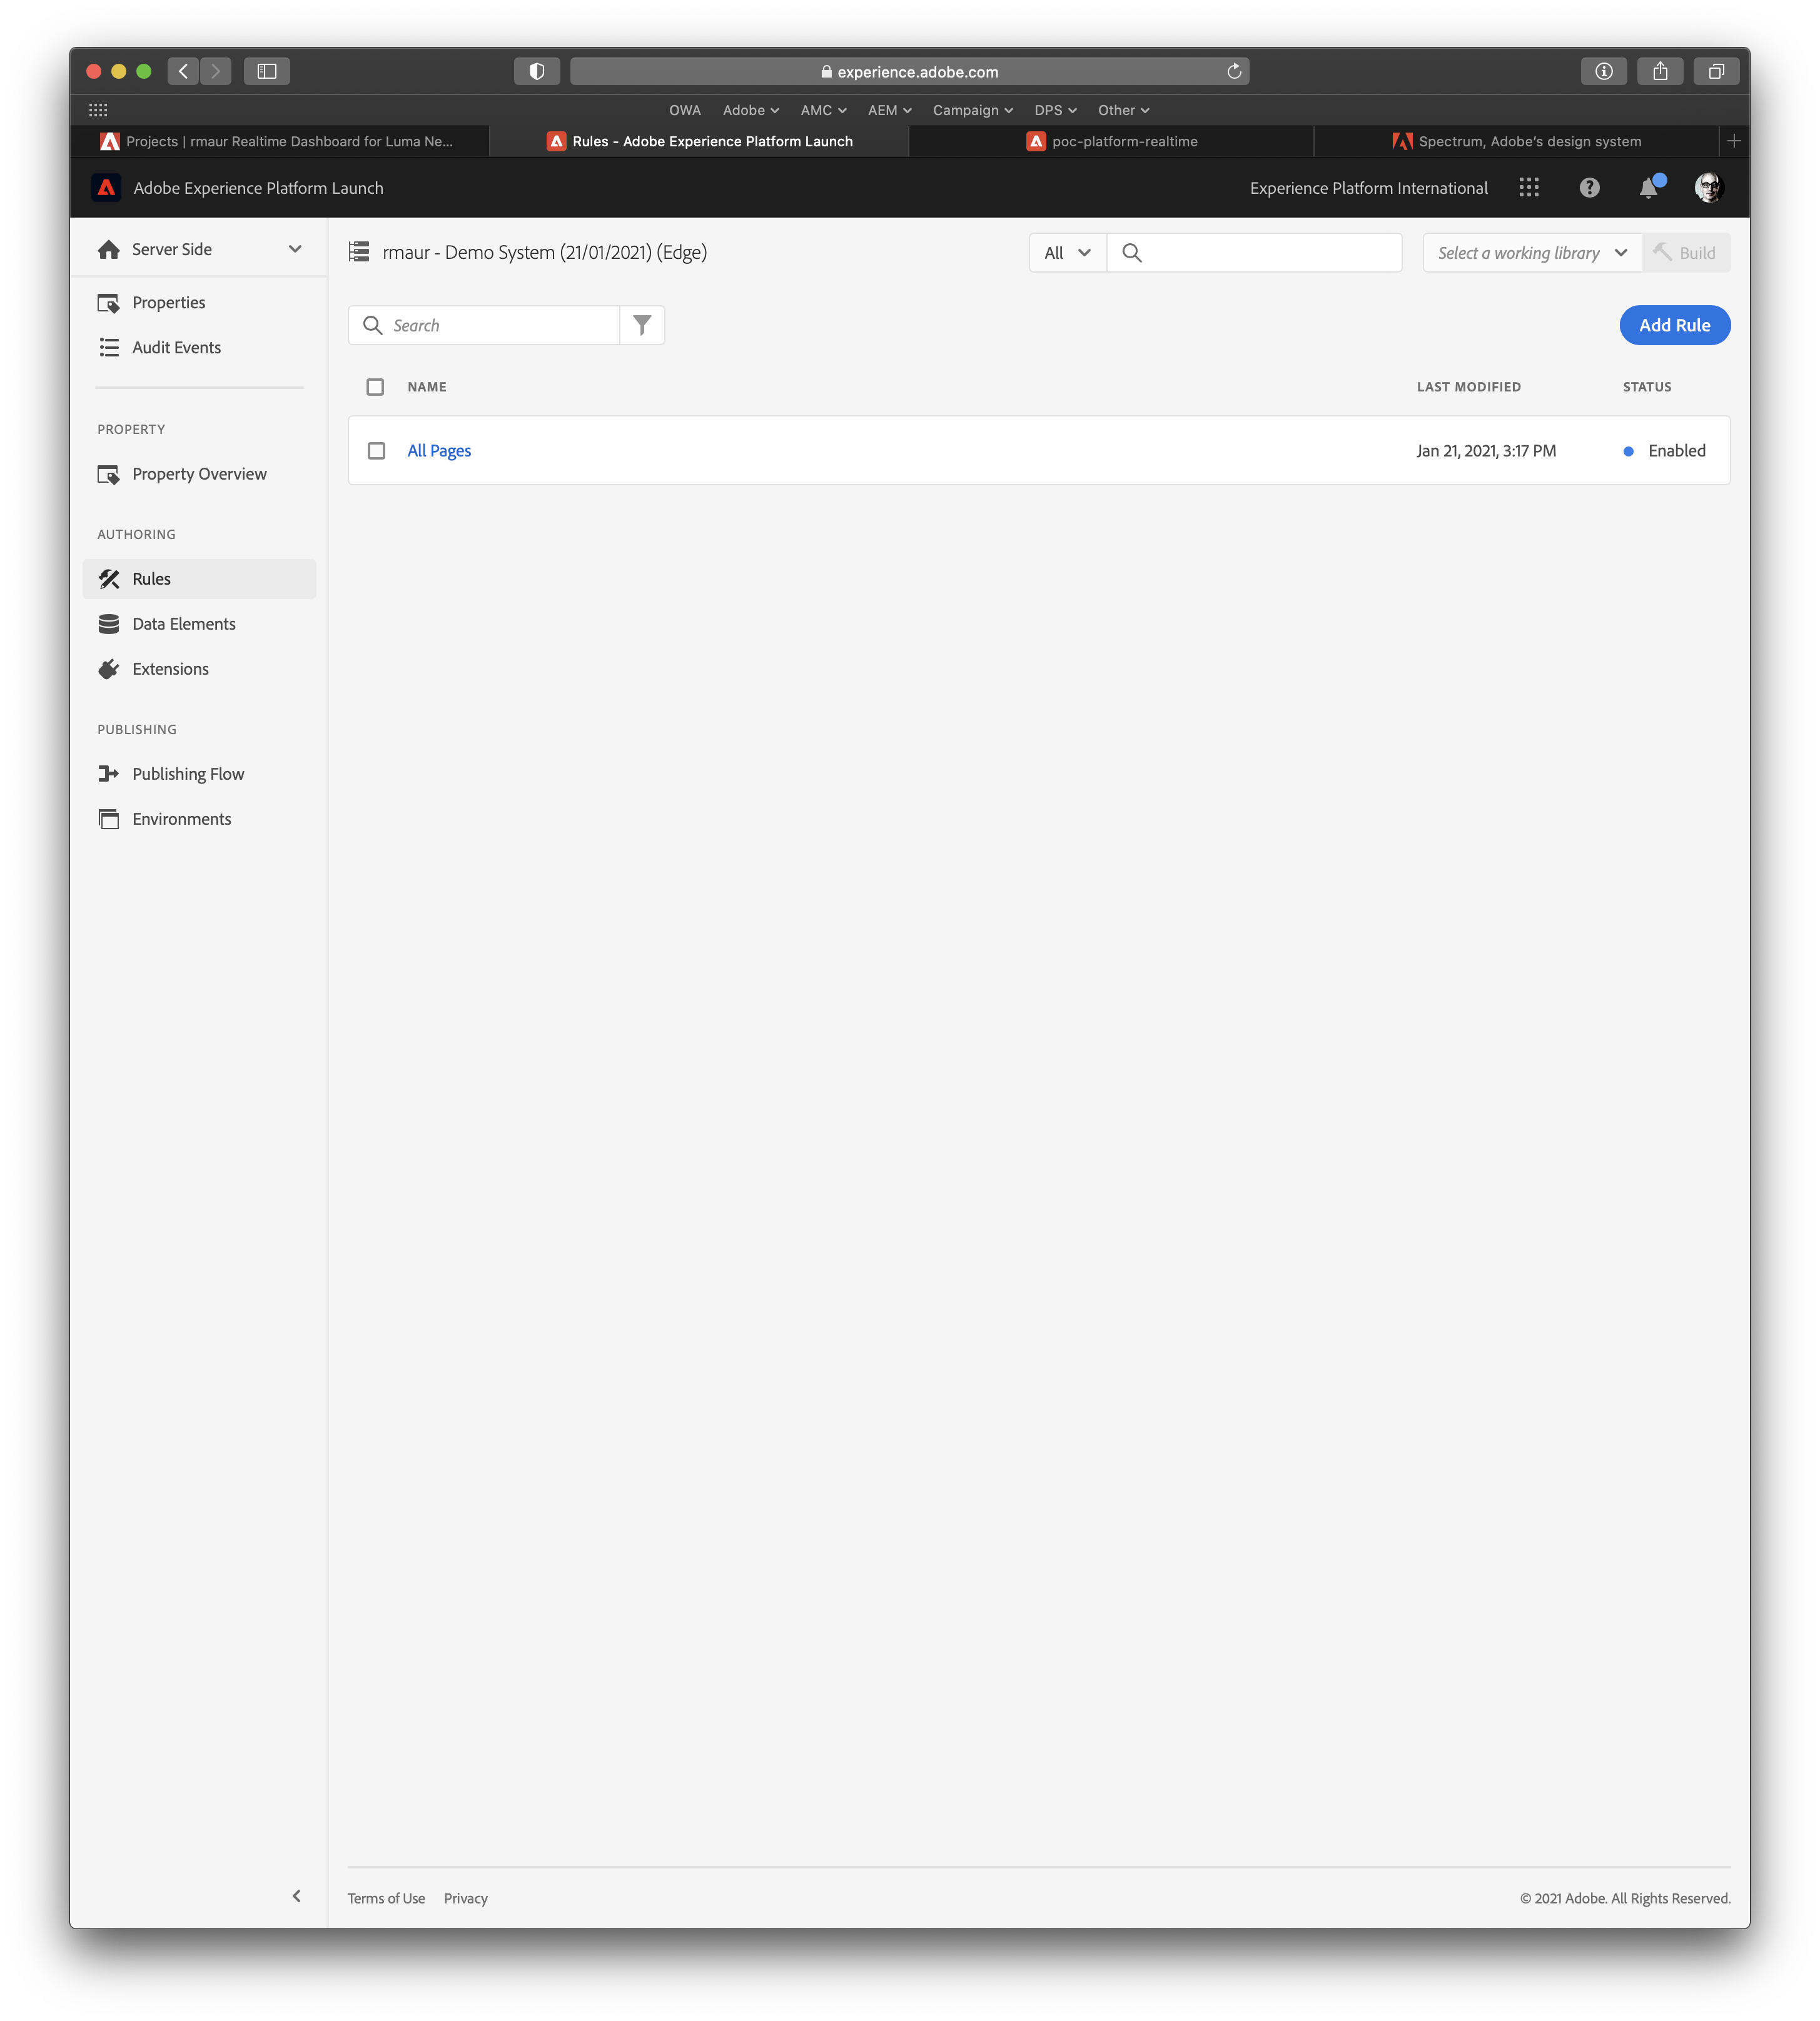 experience.adobe.com
OWA Adobe AMC AEM Campaign DPS Other
Projects | rmaur Realtime Dashboard for Luma Ne...
Rules - Adobe Experience Platform Launch
poc-platform-realtime
Spectrum, Adobe's design system
Adobe Experience Platform Launch
Experience Platform International
Server Side
Properties
Audit Events
PROPERTY
Property Overview
AUTHORING
Rules
Data Elements
Extensions
PUBLISHING
Publishing Flow
Environments
rmaur - Demo System (21/01/2021) (Edge)
All
Select a working library
Build
Search
Add Rule
NAME LAST MODIFIED STATUS
All Pages Jan 21, 2021, 3:17 PM Enabled
Terms of Use Privacy
© 2021 Adobe. All Rights Reserved.